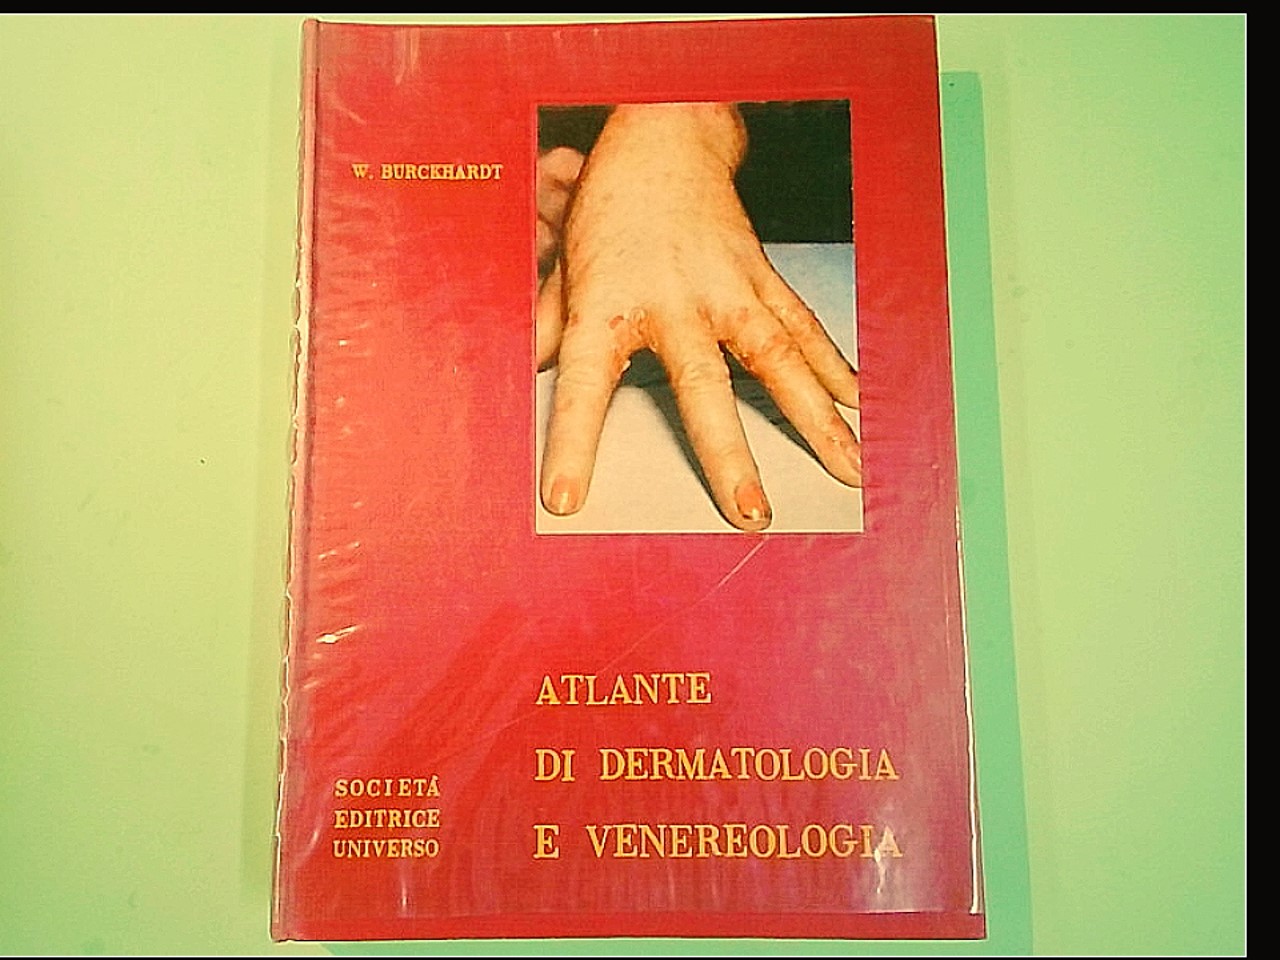 W. BURCKHARDT
ATLANTE
DI DERMATOLOGIA
E VENEREOLOGIA
SOCIETÁ
EDITRICE
UNIVERSO